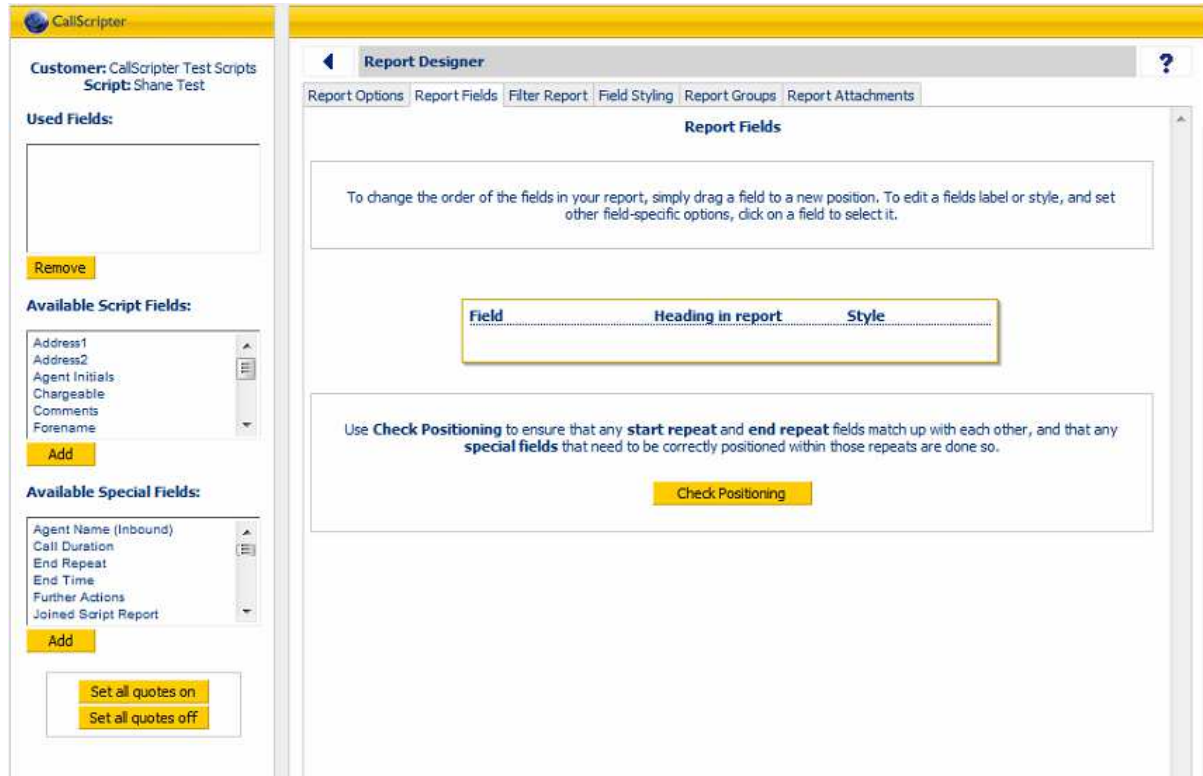 CallScripter
Customer: CallScripter Test Scripts
Script: Shane Test
Used Fields:
Remove
Available Script Fields:
Address1
Address2
Agent Initials
Chargeable
Comments
Forename
Add
Available Special Fields:
Agent Name (Inbound)
Call Duration
End Repeat
End Time
Further Actions
Joined Script Report
Add
Set all quotes on
Set all quotes off
Report Designer
?
Report Options Report Fields Filter Report Field Styling Report Groups Report Attachments
Report Fields
To change the order of the fields in your report, simply drag a field to a new position. To edit a fields label or style, and set
other field-specific options, click on a field to select it.
Field Heading in report Style
Use Check Positioning to ensure that any start repeat and end repeat fields match up with each other, and that any
special fields that need to be correctly positioned within those repeats are done so.
Check Positioning